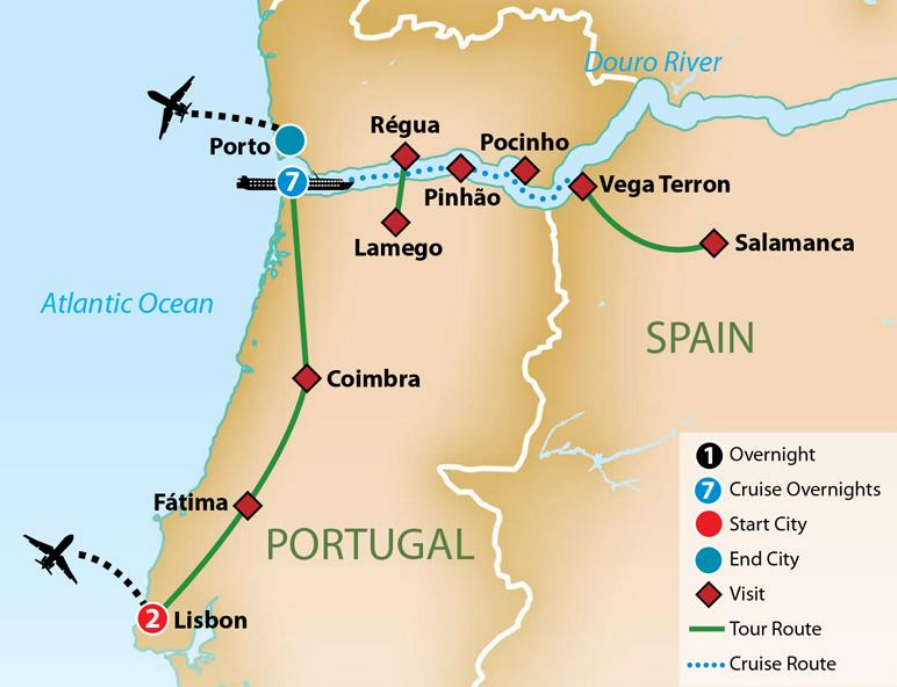 Douro River
Régua
Porto
Pocinho
7
Pinhão
Vega Terron
Lamego
Salamanca
Atlantic Ocean
SPAIN
Coimbra
1 Overnight
7 Cruise Overnights
Fátima
Start City
PORTUGAL
End City
Visit
2 Lisbon
Tour Route
Cruise Route